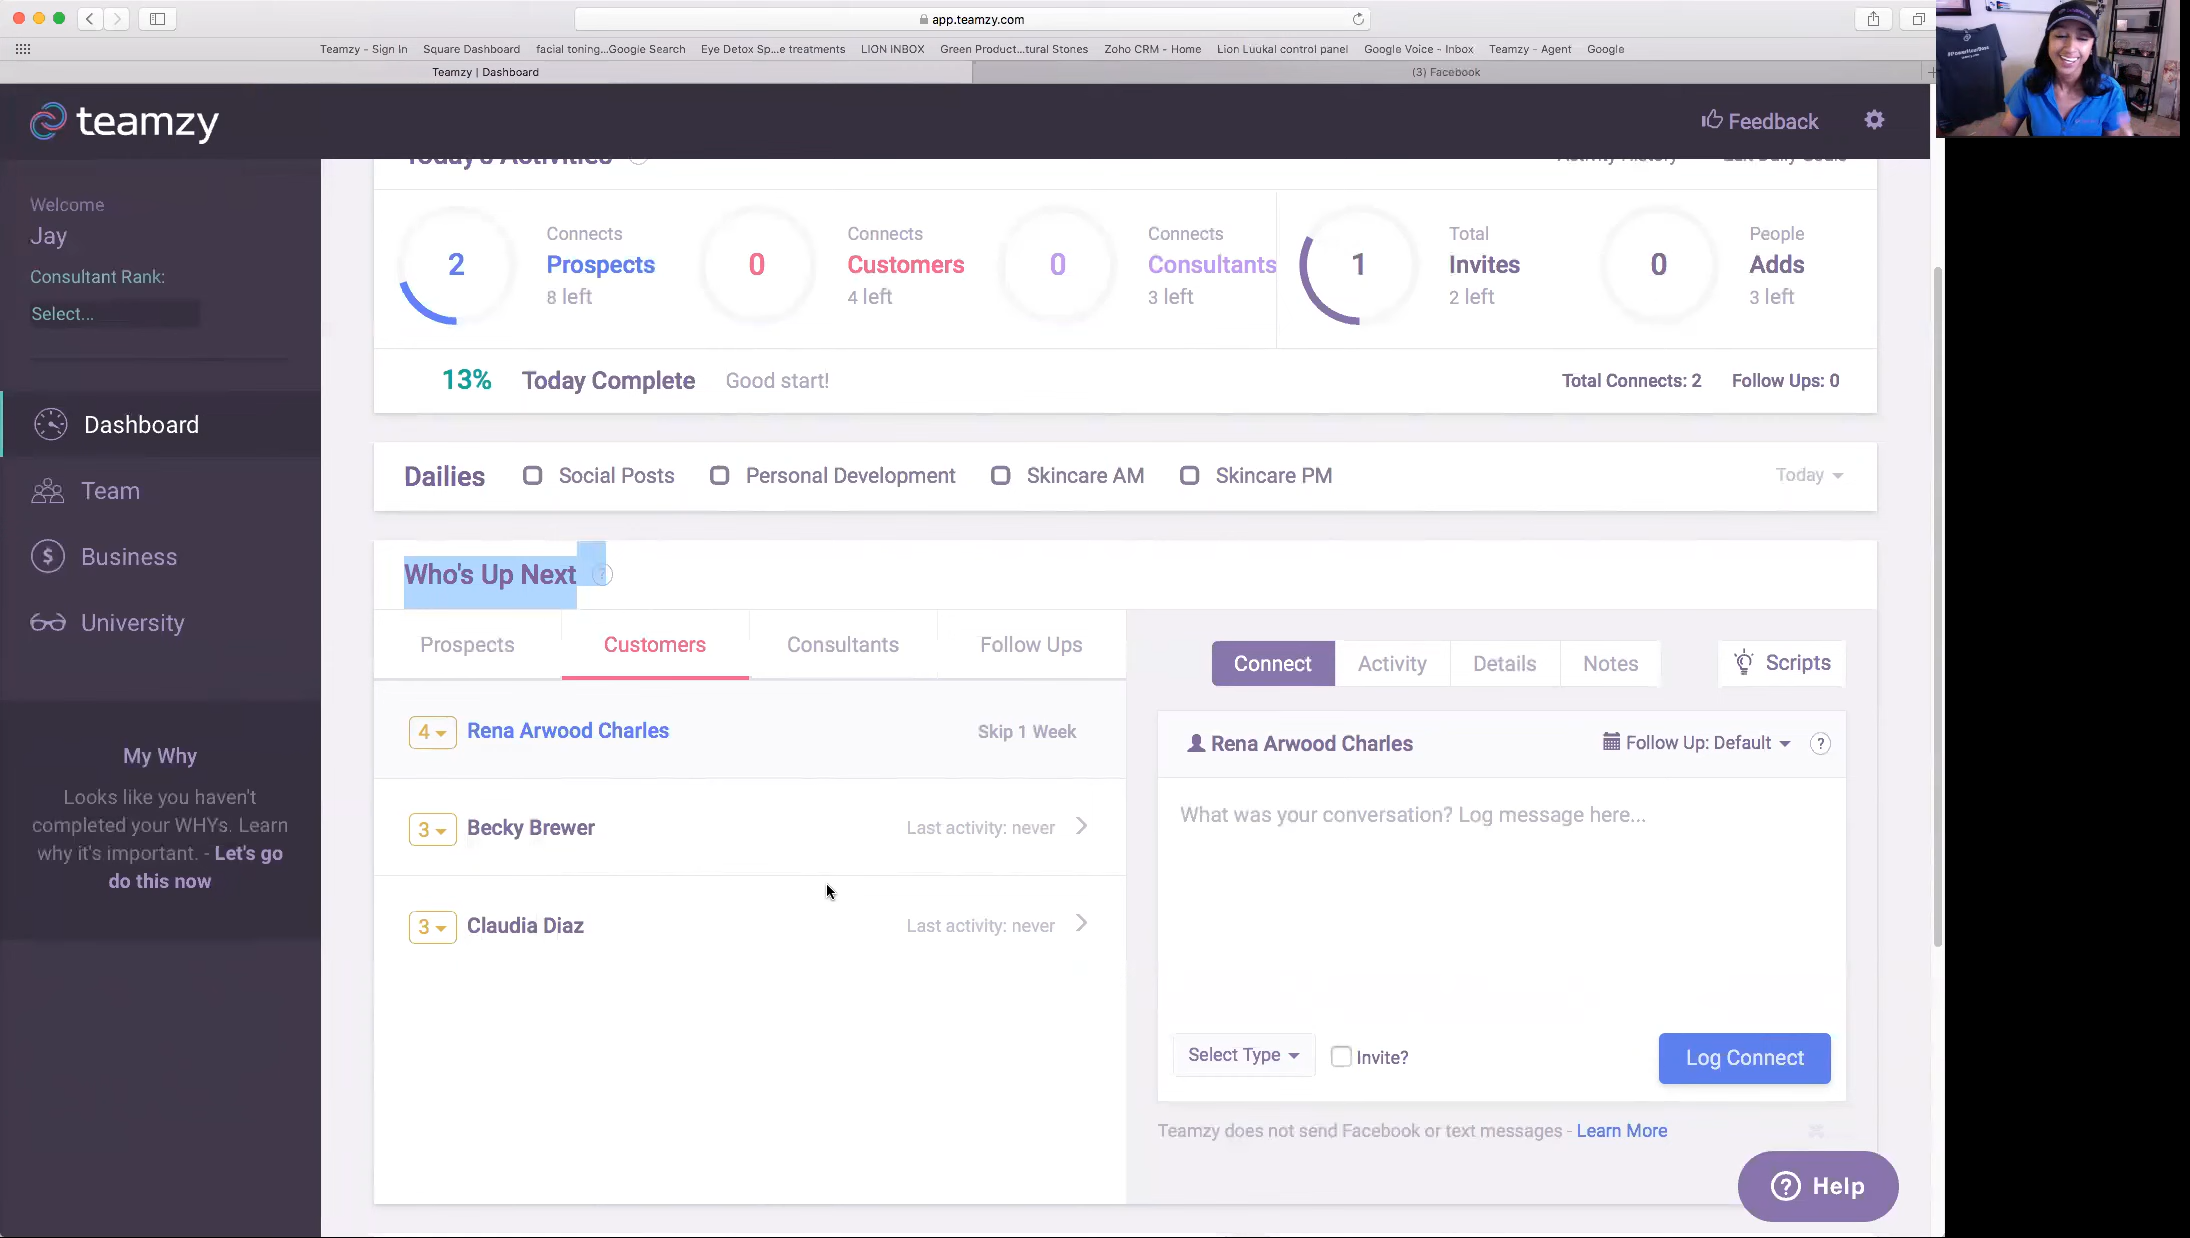 app.teamzy.com
Teamzy - Sign In Square Dashboard facial toning...Google Search Eye Detox Sp...e treatments LION INBOX Green Product...tural Stones Zoho CRM - Home Lion Luukal control panel Google Voice - Inbox Teamzy - Agent Google
Teamzy | Dashboard (3) Facebook
teamzy Feedback
Welcome
Jay
Consultant Rank:
Select...
Dashboard
Team
Business
University
My Why
Looks like you haven't
completed your WHYs. Learn
why it's important. - Let's go
do this now
Today's Activities
Activity History Edit Daily Goals
2 Connects Prospects 8 left
0 Connects Customers 4 left
0 Connects Consultants 3 left
1 Total Invites 2 left
0 People Adds 3 left
13% Today Complete Good start! Total Connects: 2 Follow Ups: 0
Dailies Social Posts Personal Development Skincare AM Skincare PM Today
Who's Up Next ?
Prospects Customers Consultants Follow Ups
4 Rena Arwood Charles Skip 1 Week
3 Becky Brewer Last activity: never
3 Claudia Diaz Last activity: never
Connect Activity Details Notes Scripts
Rena Arwood Charles Follow Up: Default ?
What was your conversation? Log message here...
Select Type Invite? Log Connect
Teamzy does not send Facebook or text messages - Learn More
? Help